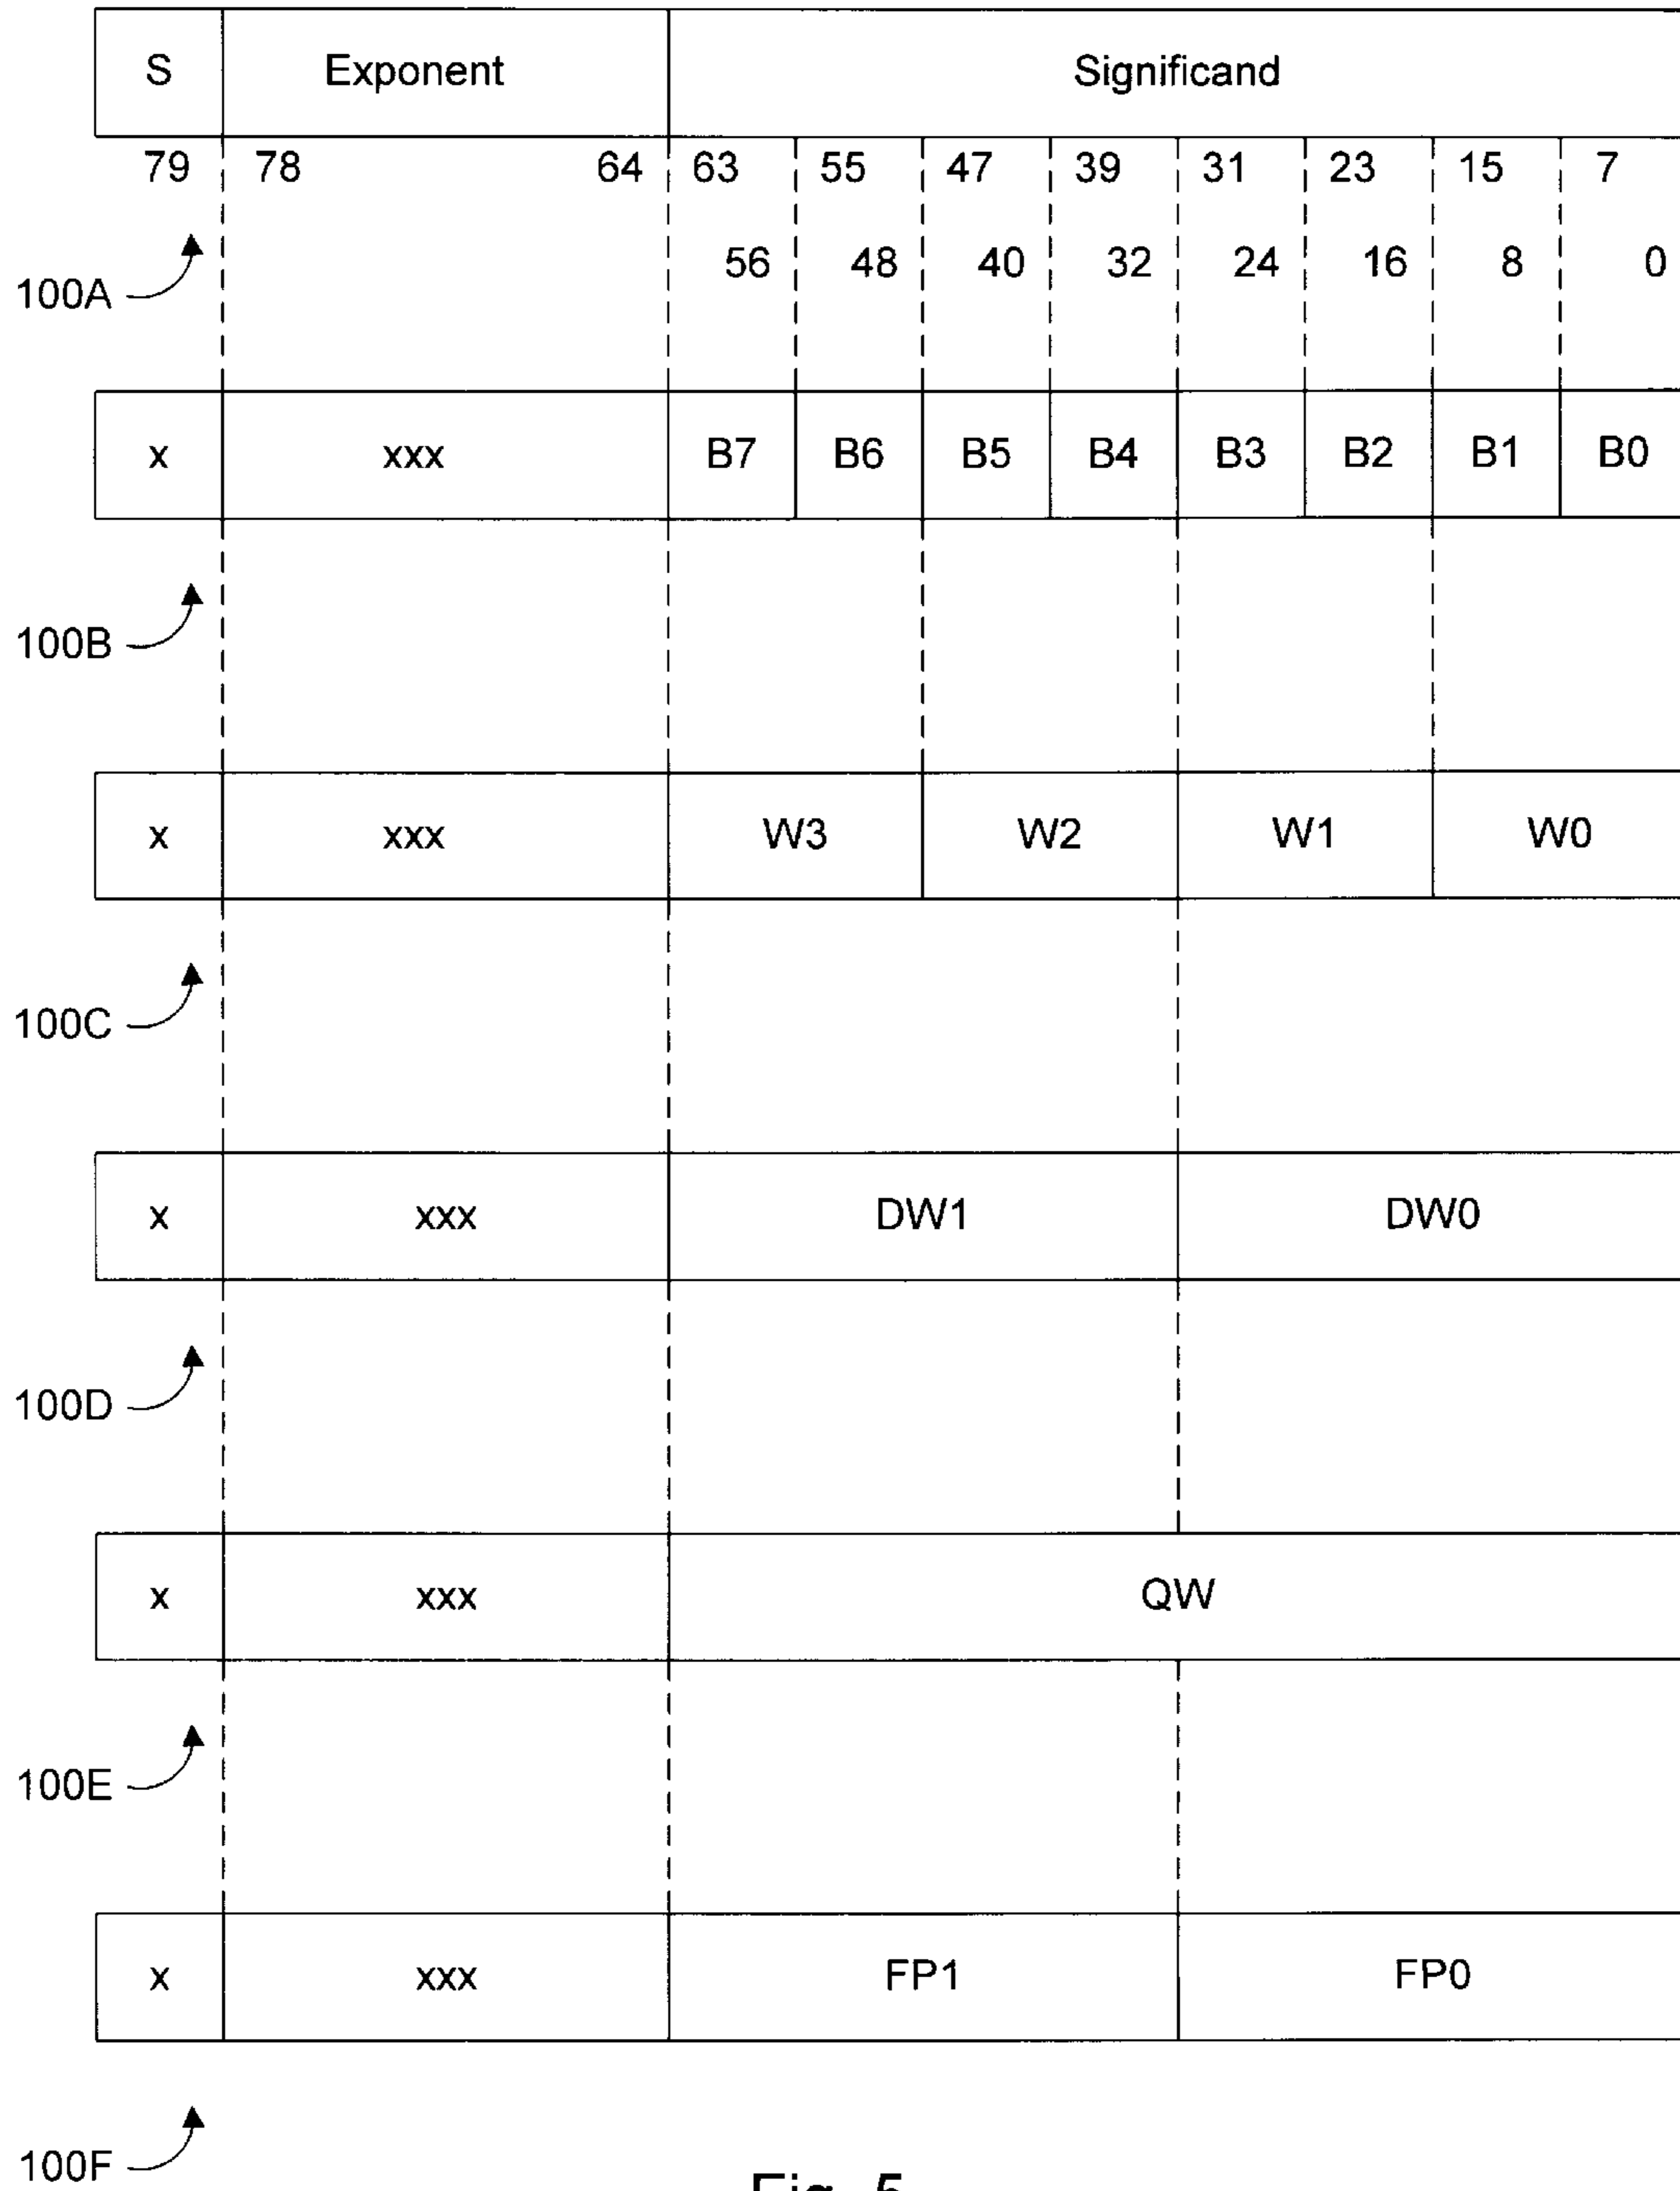 S Exponent Significand
79 78 64 63 55 47 39 31 23 15 7
56 48 40 32 24 16 8 0
100A
x xxx B7 B6 B5 B4 B3 B2 B1 B0
100B
x xxx W3 W2 W1 W0
100C
x xxx DW1 DW0
100D
x xxx QW
100E
x xxx FP1 FP0
100F
Fig. 5